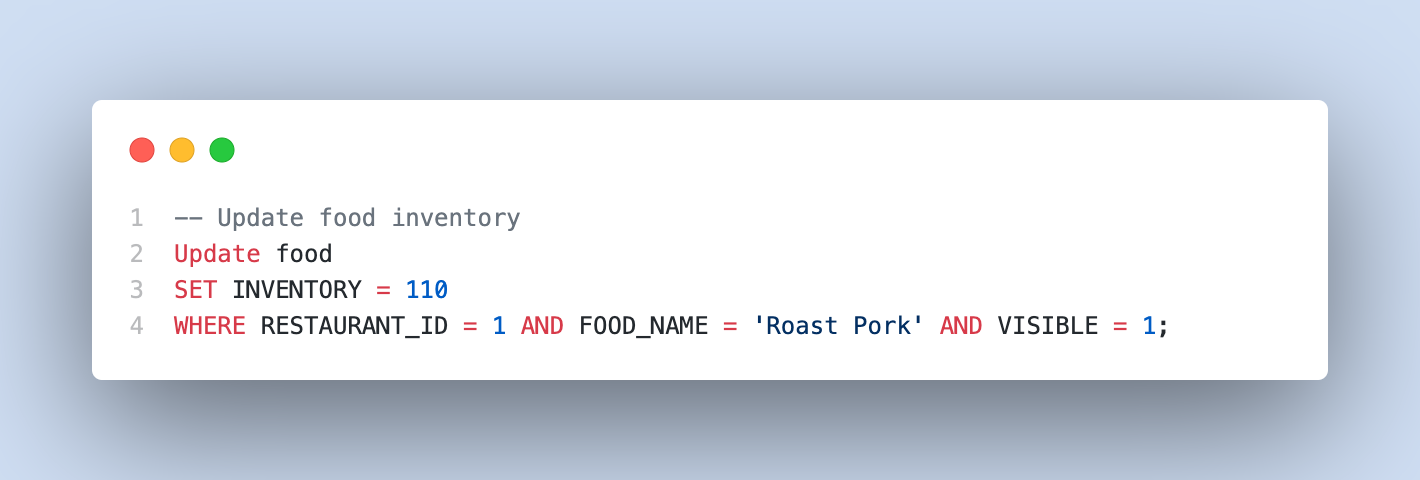 1 -- Update food inventory
2 Update food
3 SET INVENTORY = 110
4 WHERE RESTAURANT_ID = 1 AND FOOD_NAME = 'Roast Pork' AND VISIBLE = 1;